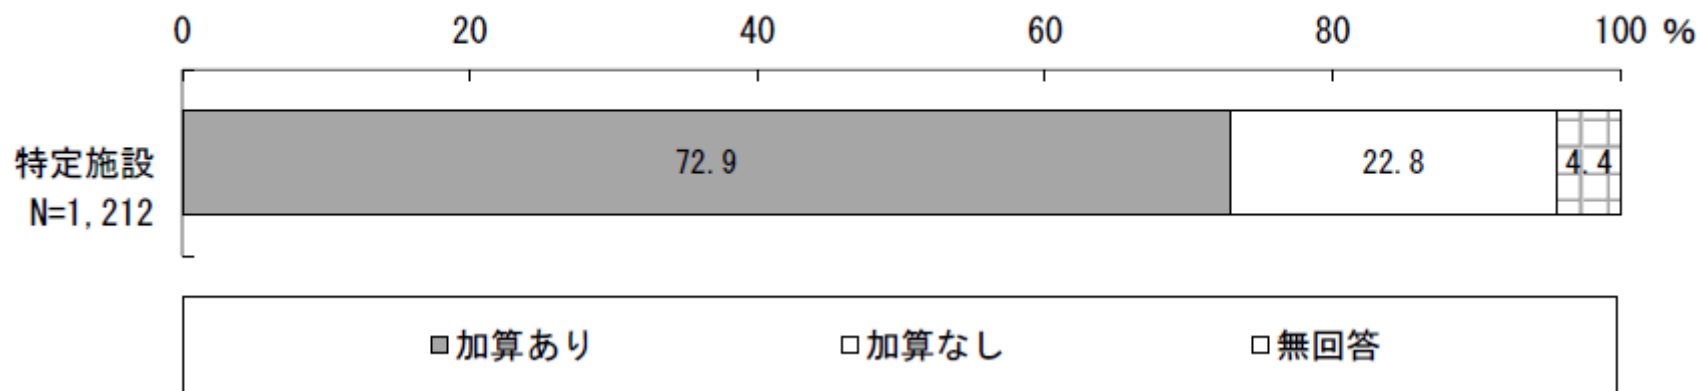 0 20 40 60 80 100 %
特定施設
N=1,212
72.9 22.8 4.4
■加算あり □加算なし □無回答